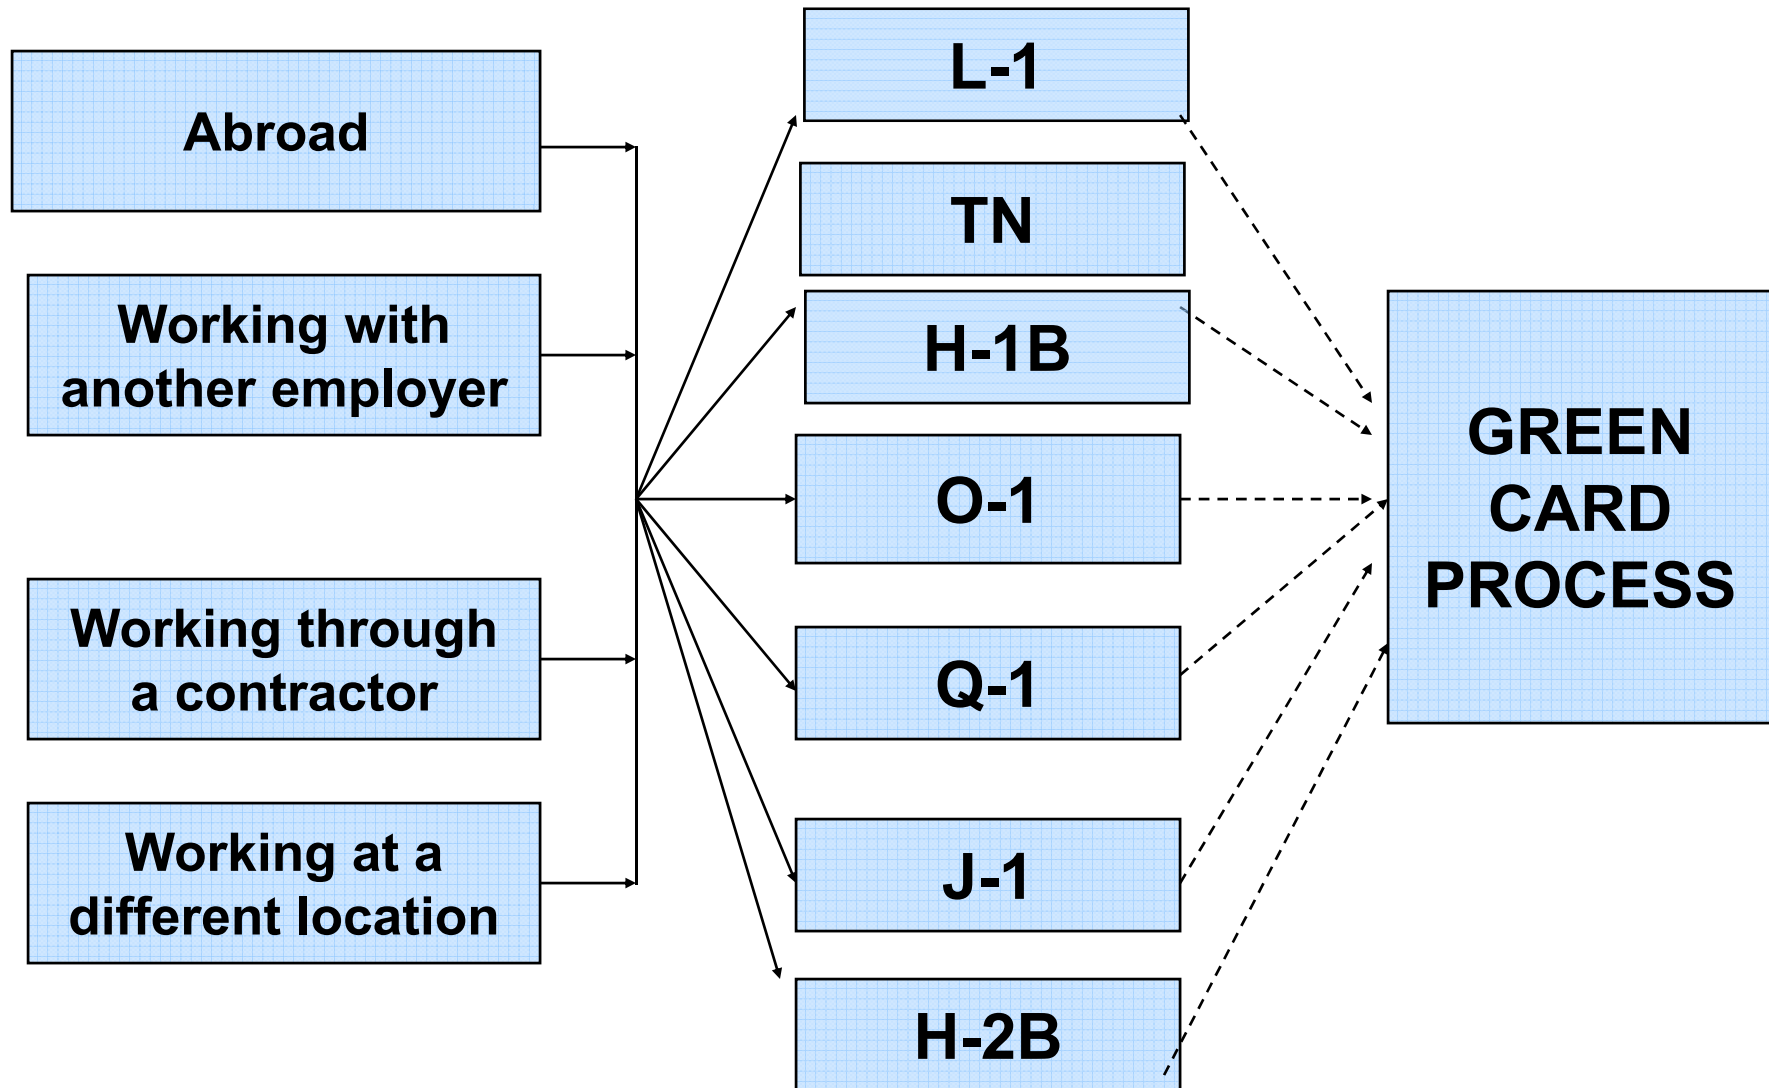 Abroad
Working with
another employer
Working through
a contractor
Working at a
different location
L-1
TN
H-1B
O-1
Q-1
J-1
H-2B
GREEN
CARD
PROCESS